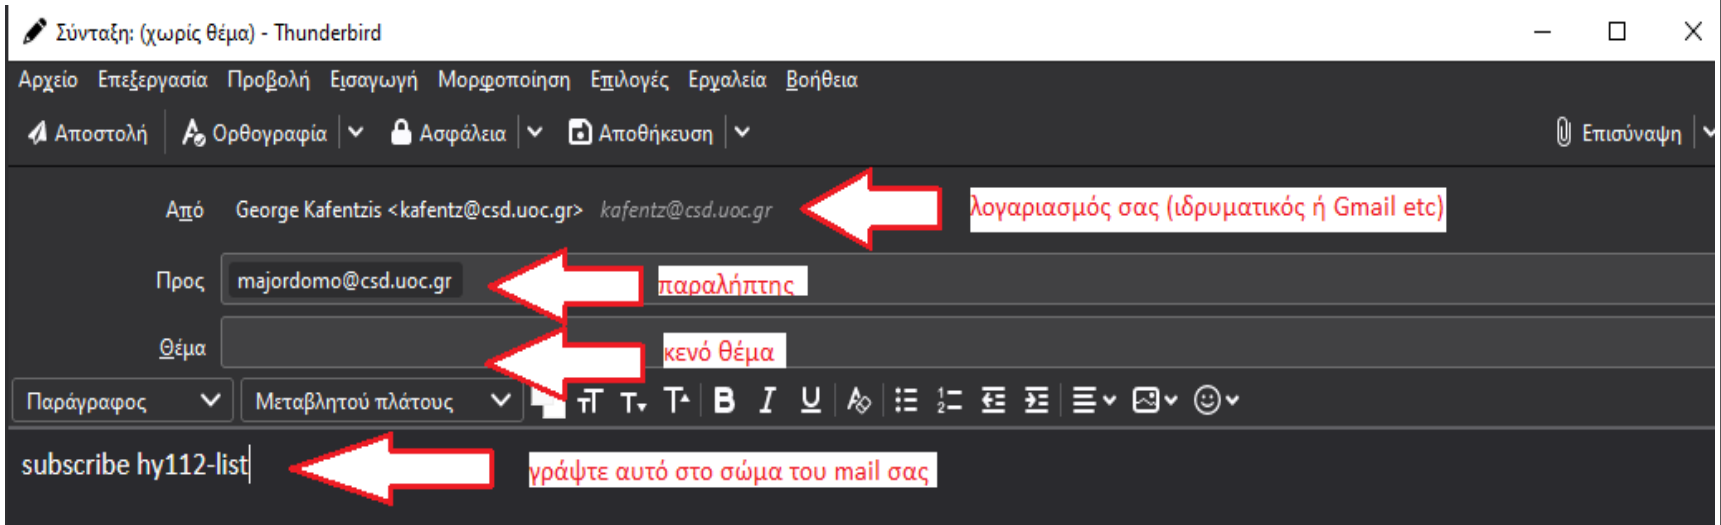 Σύνταξη: (χωρίς θέμα) - Thunderbird
Αρχείο Επεξεργασία Προβολή Εισαγωγή Μορφοποίηση Επιλογές Εργαλεία Βοήθεια
Αποστολή Ορθογραφία Ασφάλεια Αποθήκευση Επισύναψη
Από George Kafentzis <kafentz@csd.uoc.gr> kafentz@csd.uoc.gr λογαριασμός σας (ιδρυματικός ή Gmail etc)
Προς majordomo@csd.uoc.gr παραλήπτης
Θέμα κενό θέμα
Παράγραφος Μεταβλητού πλάτους
subscribe hy112-list γράψτε αυτό στο σώμα του mail σας